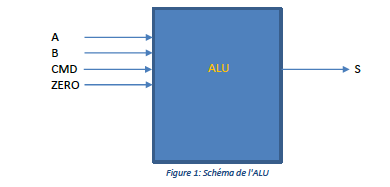 A
B
CMD
ZERO
ALU
S
Figure 1: Schéma de l'ALU